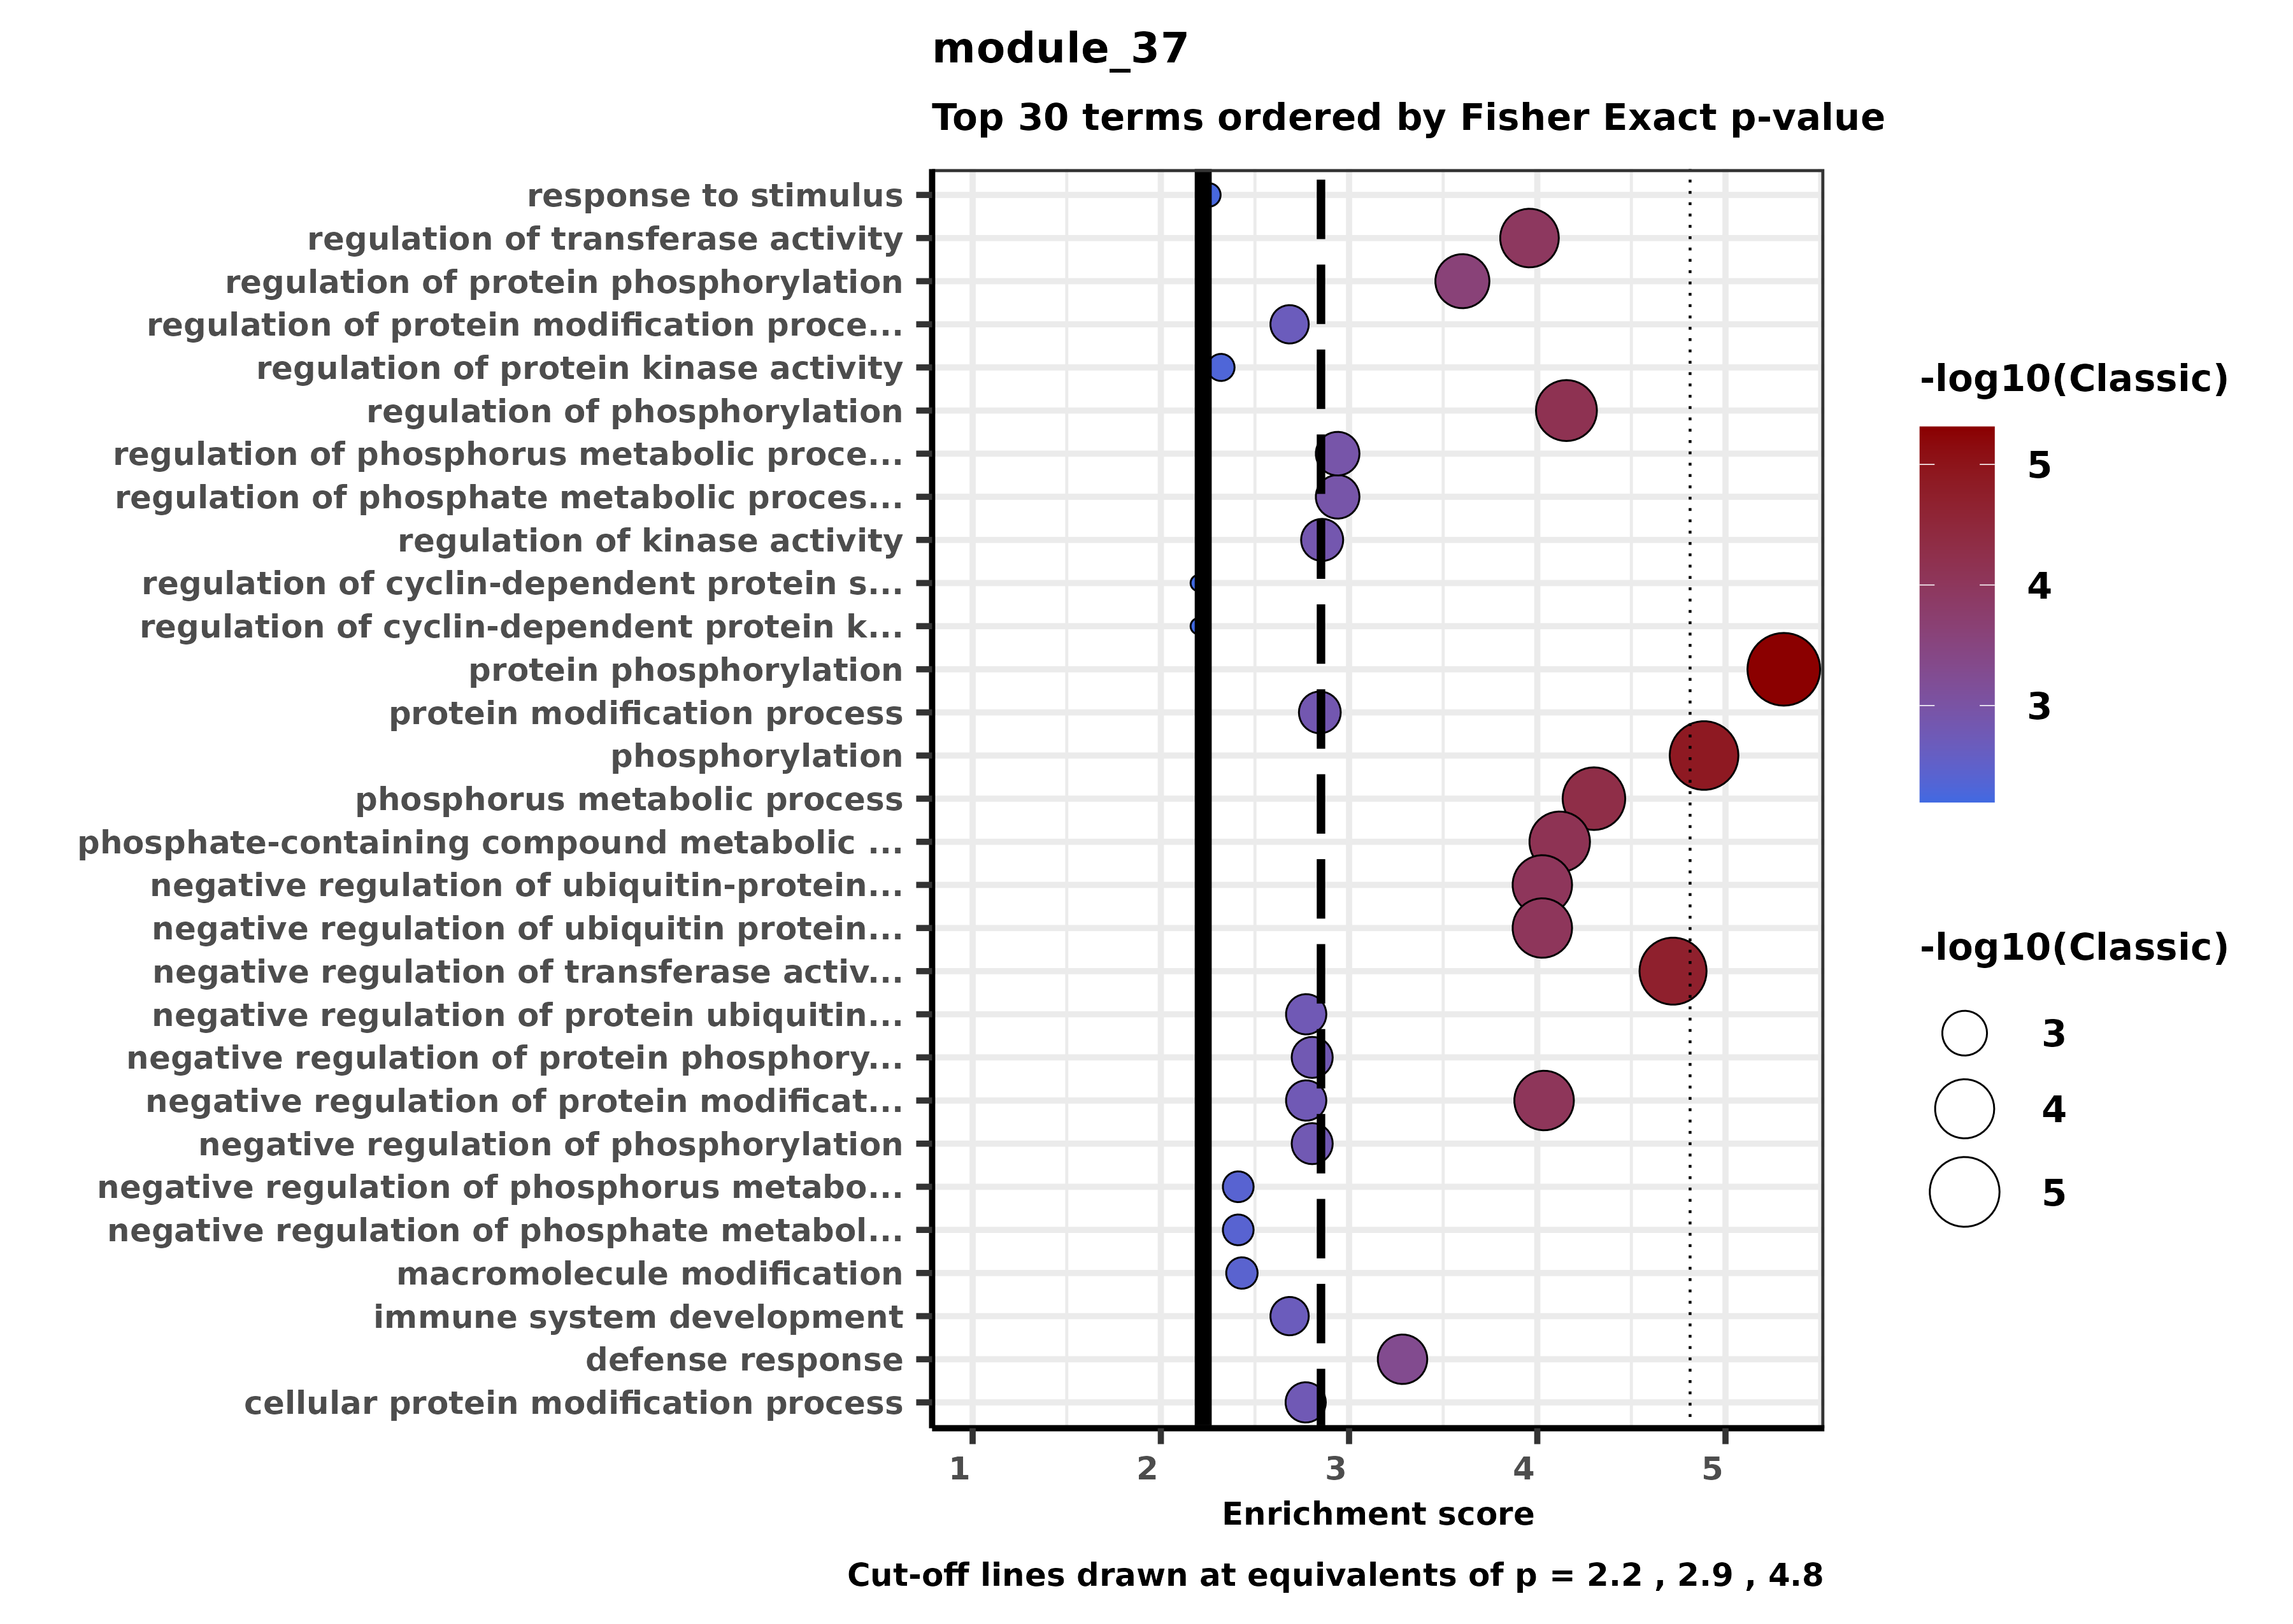 module_37
Top 30 terms ordered by Fisher Exact p-value
response to stimulus
regulation of transferase activity
regulation of protein phosphorylation
regulation of protein modification proce...
regulation of protein kinase activity
regulation of phosphorylation
regulation of phosphorus metabolic proce...
regulation of phosphate metabolic proces...
regulation of kinase activity
regulation of cyclin-dependent protein s...
regulation of cyclin-dependent protein k...
protein phosphorylation
protein modification process
phosphorylation
phosphorus metabolic process
phosphate-containing compound metabolic ...
negative regulation of ubiquitin-protein...
negative regulation of ubiquitin protein...
negative regulation of transferase activ...
negative regulation of protein ubiquitin...
negative regulation of protein phosphory...
negative regulation of protein modificat...
negative regulation of phosphorylation
negative regulation of phosphorus metabo...
negative regulation of phosphate metabol...
macromolecule modification
immune system development
defense response
cellular protein modification process
1 2 3 4 5
Enrichment score
Cut-off lines drawn at equivalents of p = 2.2 , 2.9 , 4.8
-log10(Classic)
5
4
3
-log10(Classic)
3
4
5